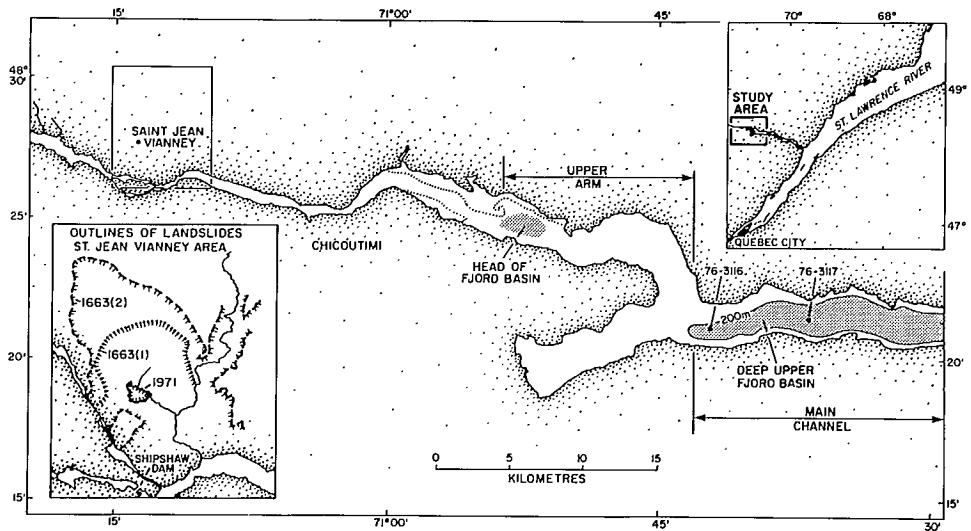 15'
71°00'
45'
70°
68°
48°
30'
49°
STUDY
AREA
ST. LAWRENCE RIVER
SAINT JEAN
VIANNEY
UPPER
ARM
25'
47°
QUEBEC CITY
CHICOUTIMI
OUTLINES OF LANDSLIDES
ST. JEAN VIANNEY AREA
HEAD OF
FJORD BASIN
76-3116
76-3117
1663(2)
200m
1663(1)
20'
20'
1971
DEEP UPPER
FJORD BASIN
MAIN
CHANNEL
SHIPSHAW
DAM
0 5 10 15
KILOMETRES
15'
15'
71°00'
45'
30'